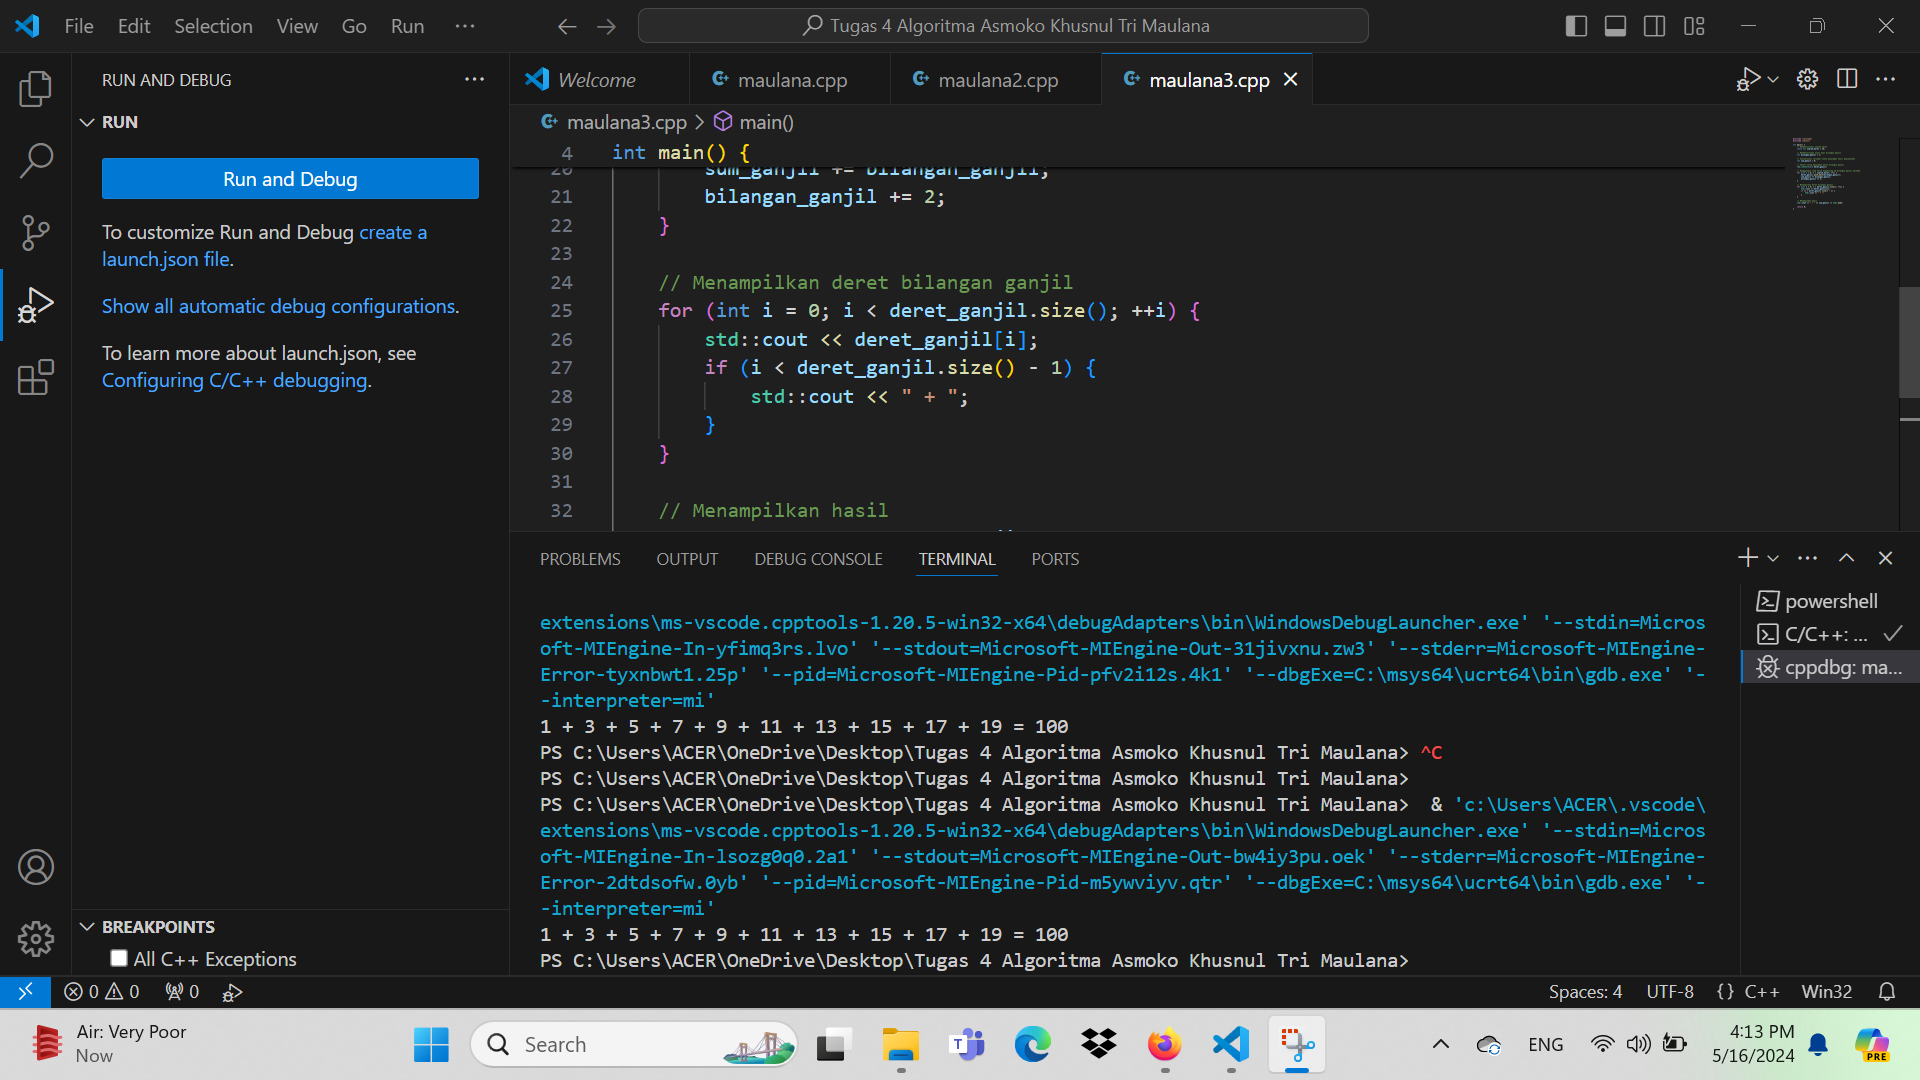 File Edit Selection View Go Run ···
Tugas 4 Algoritma Asmoko Khusnul Tri Maulana
RUN AND DEBUG
RUN
Run and Debug
To customize Run and Debug create a
launch.json file.
Show all automatic debug configurations.
To learn more about launch.json, see
Configuring C/C++ debugging.
BREAKPOINTS
All C++ Exceptions
Welcome maulana.cpp maulana2.cpp maulana3.cpp
maulana3.cpp > main()
4 int main() {
20 sum_ganjil += bilangan_ganjil;
21 bilangan_ganjil += 2;
22 }
23
24 // Menampilkan deret bilangan ganjil
25 for (int i = 0; i < deret_ganjil.size(); ++i) {
26 std::cout << deret_ganjil[i];
27 if (i < deret_ganjil.size() - 1) {
28 std::cout << " + ";
29 }
30 }
31
32 // Menampilkan hasil
PROBLEMS OUTPUT DEBUG CONSOLE TERMINAL PORTS
extensions\ms-vscode.cpptools-1.20.5-win32-x64\debugAdapters\bin\WindowsDebugLauncher.exe' '--stdin=Micros
oft-MIEngine-In-yfimq3rs.lvo' '--stdout=Microsoft-MIEngine-Out-31jivxnu.zw3' '--stderr=Microsoft-MIEngine-
Error-tyxnbwt1.25p' '--pid=Microsoft-MIEngine-Pid-pfv2i12s.4k1' '--dbgExe=C:\msys64\ucrt64\bin\gdb.exe' '-
-interpreter=mi'
1 + 3 + 5 + 7 + 9 + 11 + 13 + 15 + 17 + 19 = 100
PS C:\Users\ACER\OneDrive\Desktop\Tugas 4 Algoritma Asmoko Khusnul Tri Maulana> ^C
PS C:\Users\ACER\OneDrive\Desktop\Tugas 4 Algoritma Asmoko Khusnul Tri Maulana>
PS C:\Users\ACER\OneDrive\Desktop\Tugas 4 Algoritma Asmoko Khusnul Tri Maulana>  & 'c:\Users\ACER\.vscode\
extensions\ms-vscode.cpptools-1.20.5-win32-x64\debugAdapters\bin\WindowsDebugLauncher.exe' '--stdin=Micros
oft-MIEngine-In-lsozg0q0.2a1' '--stdout=Microsoft-MIEngine-Out-bw4iy3pu.oek' '--stderr=Microsoft-MIEngine-
Error-2dtdsofw.0yb' '--pid=Microsoft-MIEngine-Pid-m5ywviyv.qtr' '--dbgExe=C:\msys64\ucrt64\bin\gdb.exe' '-
-interpreter=mi'
1 + 3 + 5 + 7 + 9 + 11 + 13 + 15 + 17 + 19 = 100
PS C:\Users\ACER\OneDrive\Desktop\Tugas 4 Algoritma Asmoko Khusnul Tri Maulana>
powershell
C/C++: ...
cppdbg: ma...
0 0 0
Spaces: 4 UTF-8 {} C++ Win32
Air: Very Poor
Now
Search
ENG
4:13 PM
5/16/2024
PRE